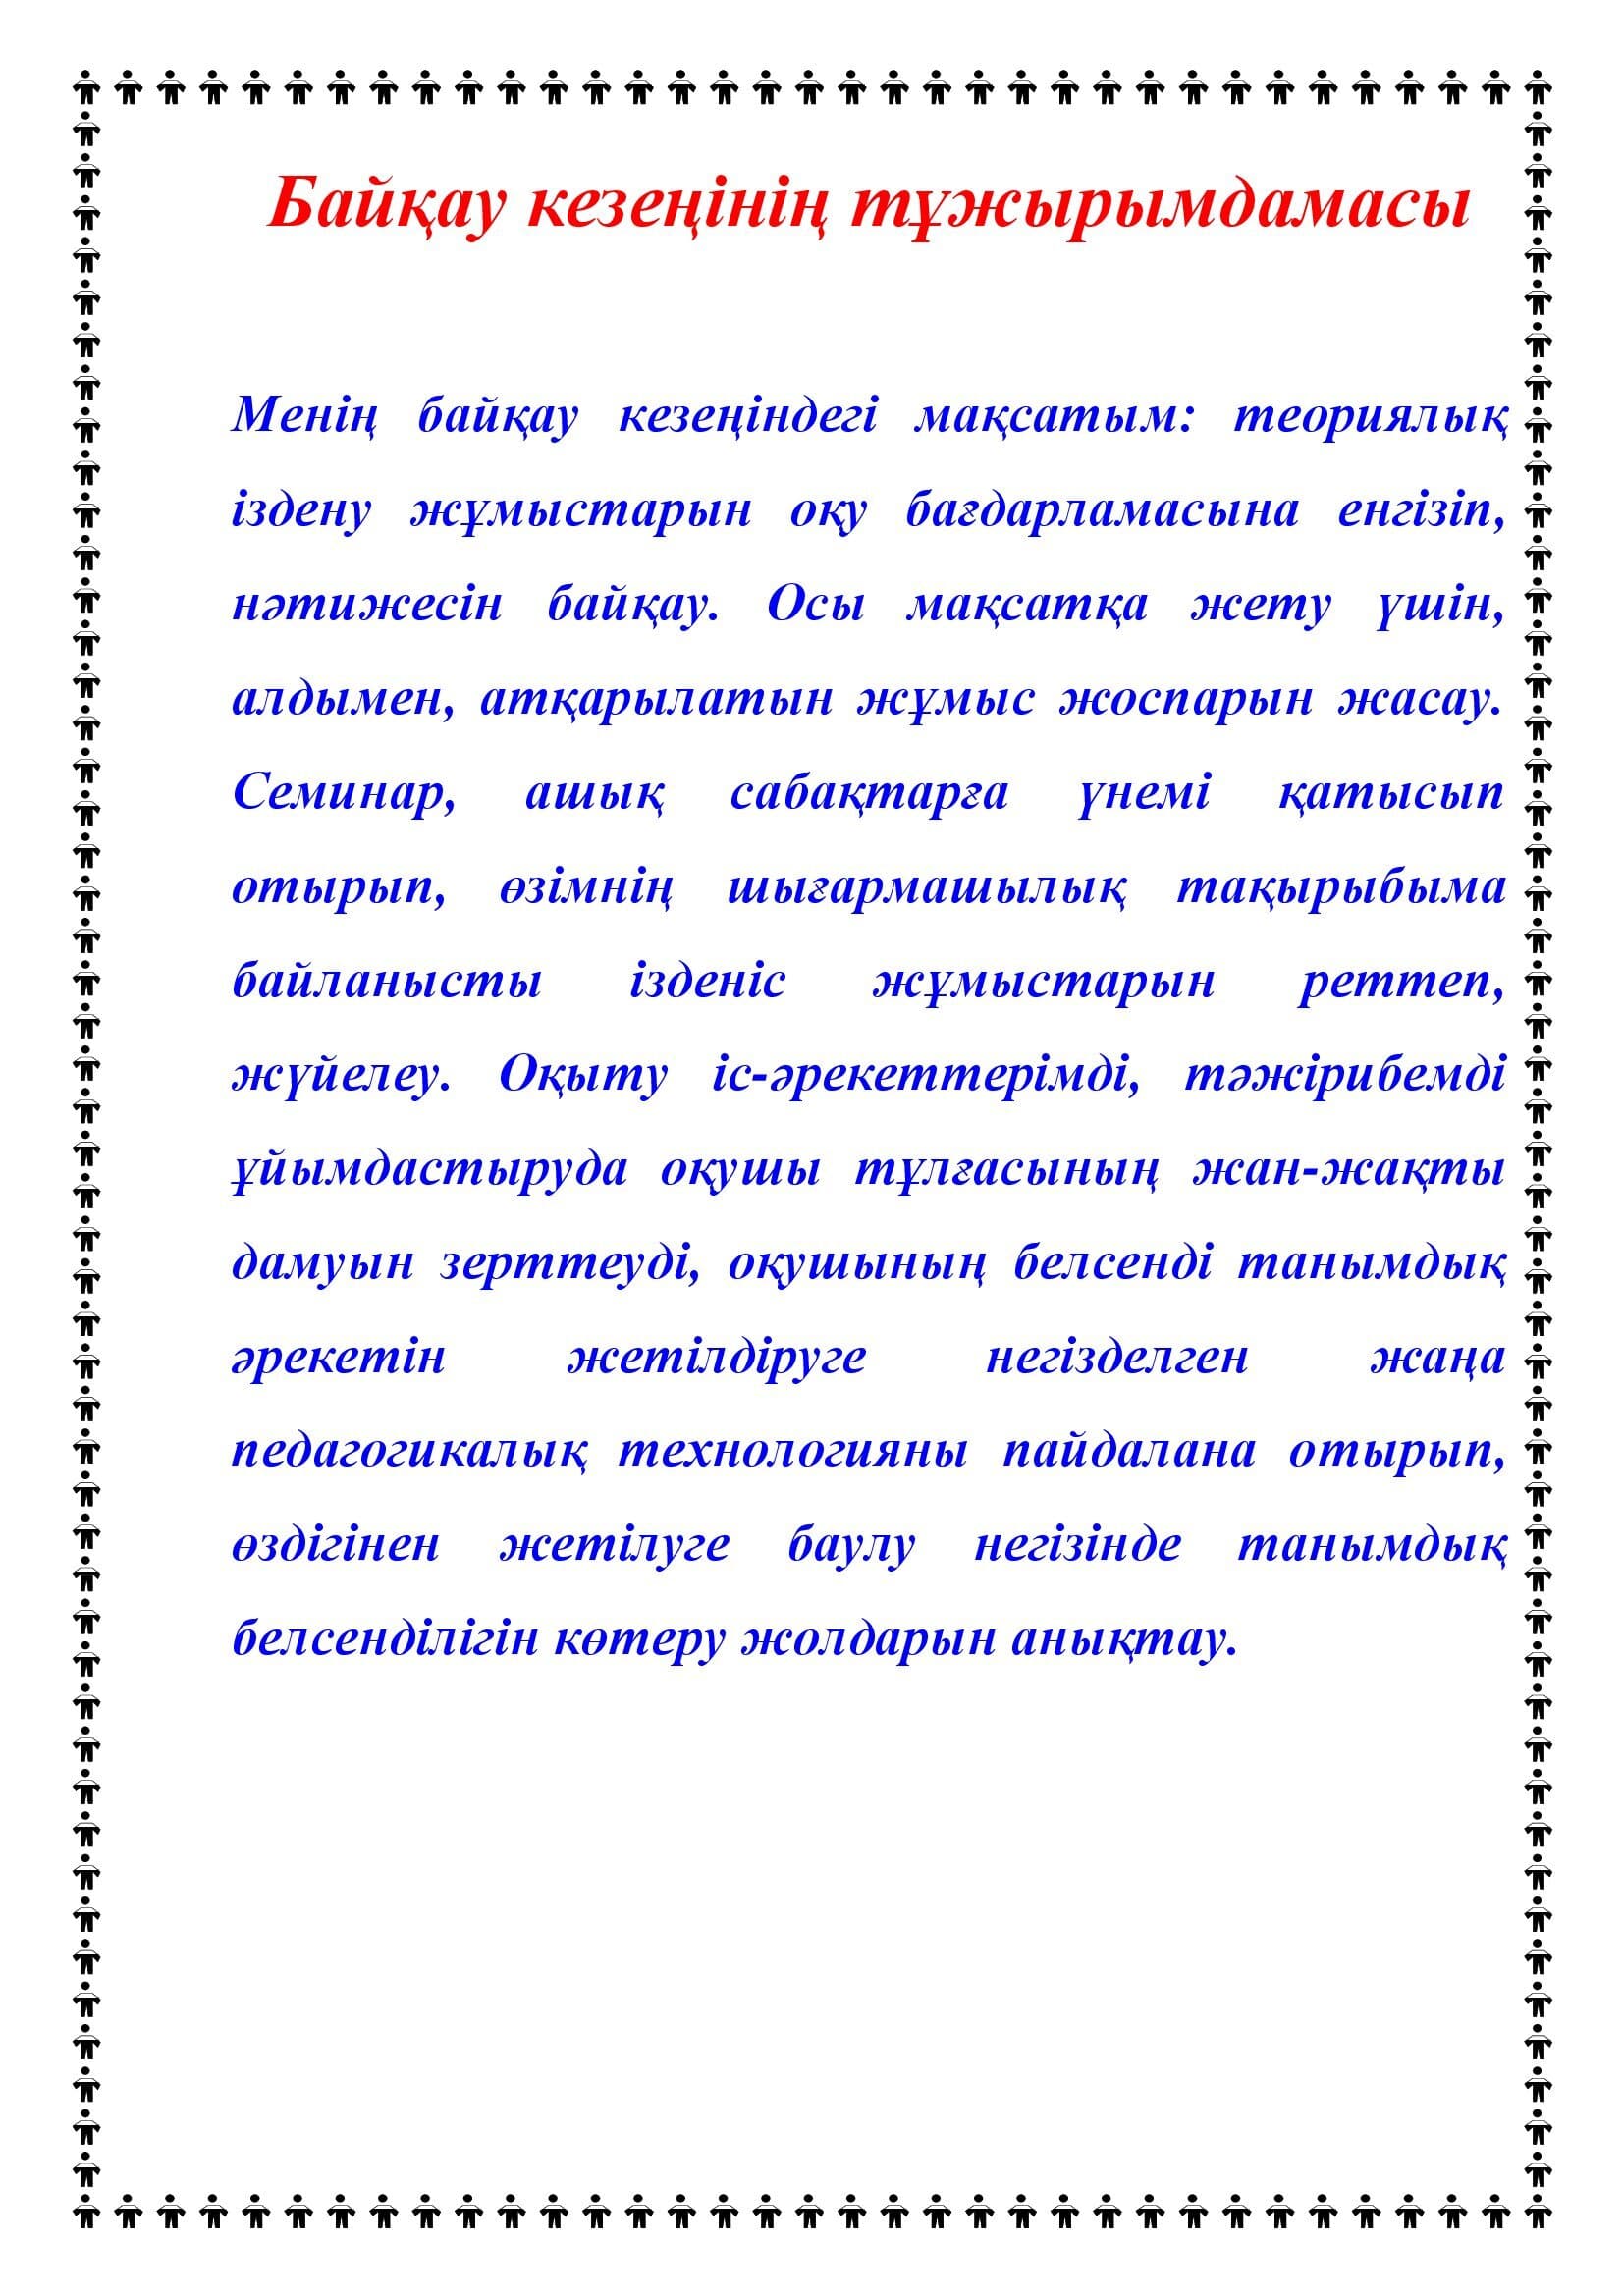 Байқау кезеңінің тұжырымдамасы
Менің байқау кезеңіндегі мақсатым: теориялық
іздену жұмыстарын оқу бағдарламасына енгізіп,
нәтижесін байқау. Осы мақсатқа жету үшін,
алдымен, атқарылатын жұмыс жоспарын жасау.
Семинар, ашық сабақтарға үнемі қатысып
отырып, өзімнің шығармашылық тақырыбыма
байланысты ізденіс жұмыстарын реттеп,
жүйелеу. Оқыту іс-әрекеттерімді, тәжірибемді
ұйымдастыруда оқушы тұлғасының жан-жақты
дамуын зерттеуді, оқушының белсенді танымдық
әрекетін жетілдіруге негізделген жаңа
педагогикалық технологияны пайдалана отырып,
өздігінен жетілуге баулу негізінде танымдық
белсенділігін көтеру жолдарын анықтау.